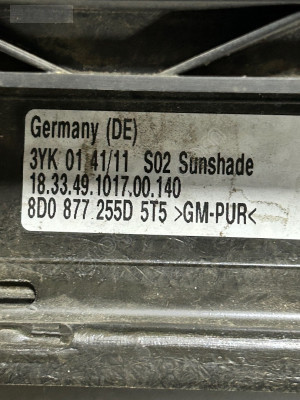 Germany (DE)
3YK 01 41/11 S02 Sunshade
18.33.49.1017.00.140
8D0 877 255D 5T5 >GM-PUR<